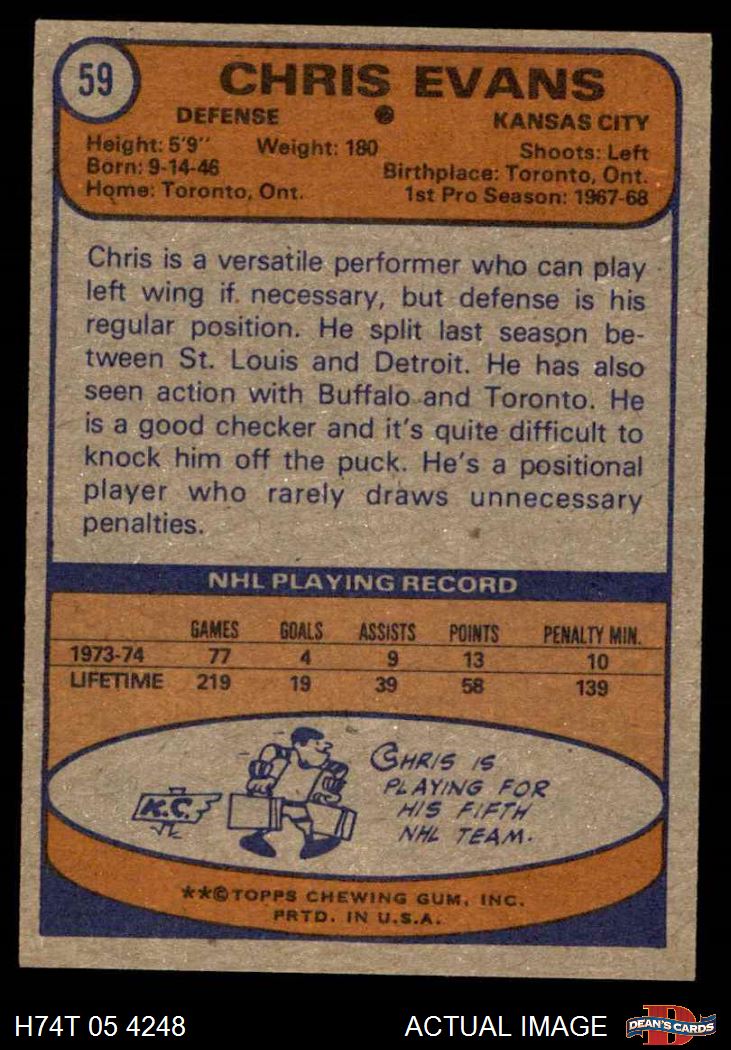 59
CHRIS EVANS
DEFENSE
KANSAS CITY
Height: 5'9" Weight: 180 Shoots: Left
Born: 9-14-46 Birthplace: Toronto, Ont.
Home: Toronto, Ont. 1st Pro Season: 1967-68
Chris is a versatile performer who can play
left wing if necessary, but defense is his
regular position. He split last season be-
tween St. Louis and Detroit. He has also
seen action with Buffalo and Toronto. He
is a good checker and it's quite difficult to
knock him off the puck. He's a positional
player who rarely draws unnecessary
penalties.
NHL PLAYING RECORD
GAMES GOALS ASSISTS POINTS PENALTY MIN.
1973-74 77 4 9 13 10
LIFETIME 219 19 39 58 139
CHRIS IS
PLAYING FOR
HIS FIFTH
NHL TEAM.
K.C.
**©TOPPS CHEWING GUM, INC.
PRTD. IN U.S.A.
H74T 05 4248 ACTUAL IMAGE
DEAN'S CARDS